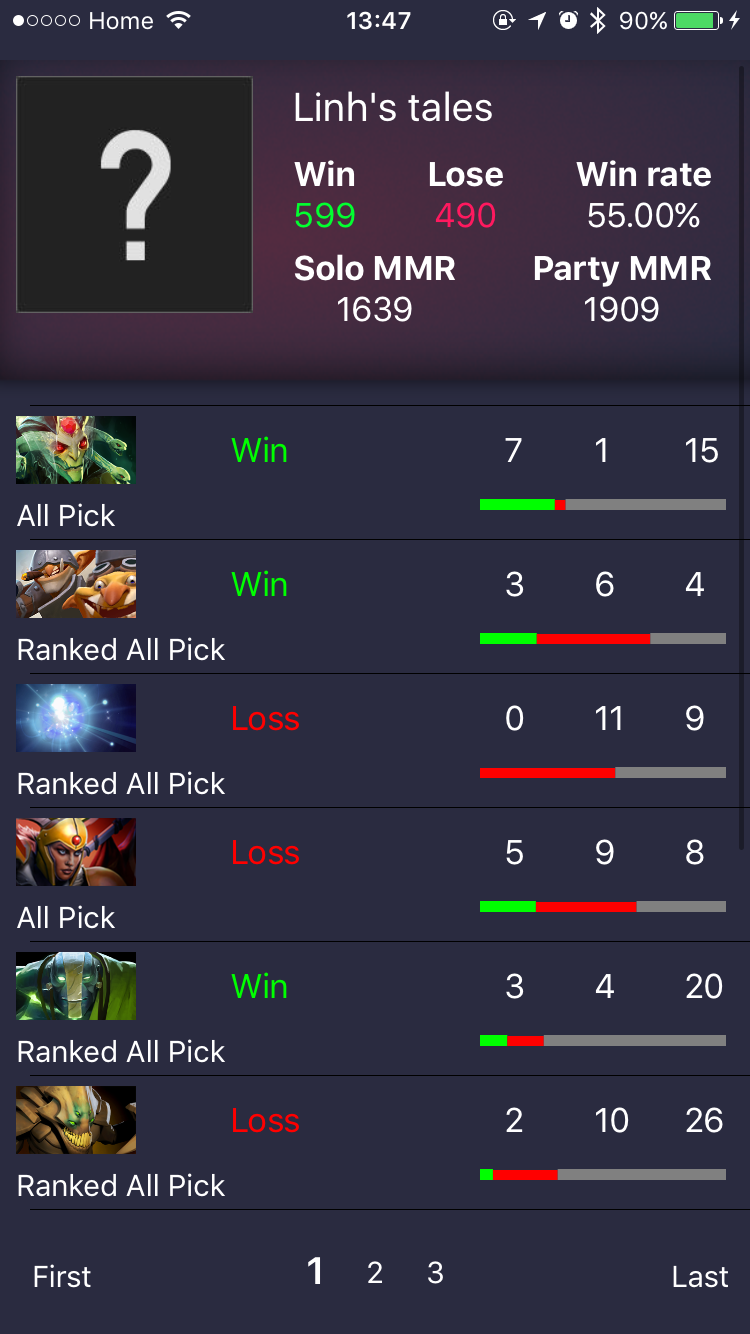 Home 13:47 90%
?
Linh's tales
Win Lose Win rate
599 490 55.00%
Solo MMR Party MMR
1639 1909
Win 7 1 15
All Pick
Win 3 6 4
Ranked All Pick
Loss 0 11 9
Ranked All Pick
Loss 5 9 8
All Pick
Win 3 4 20
Ranked All Pick
Loss 2 10 26
Ranked All Pick
First 1 2 3 Last